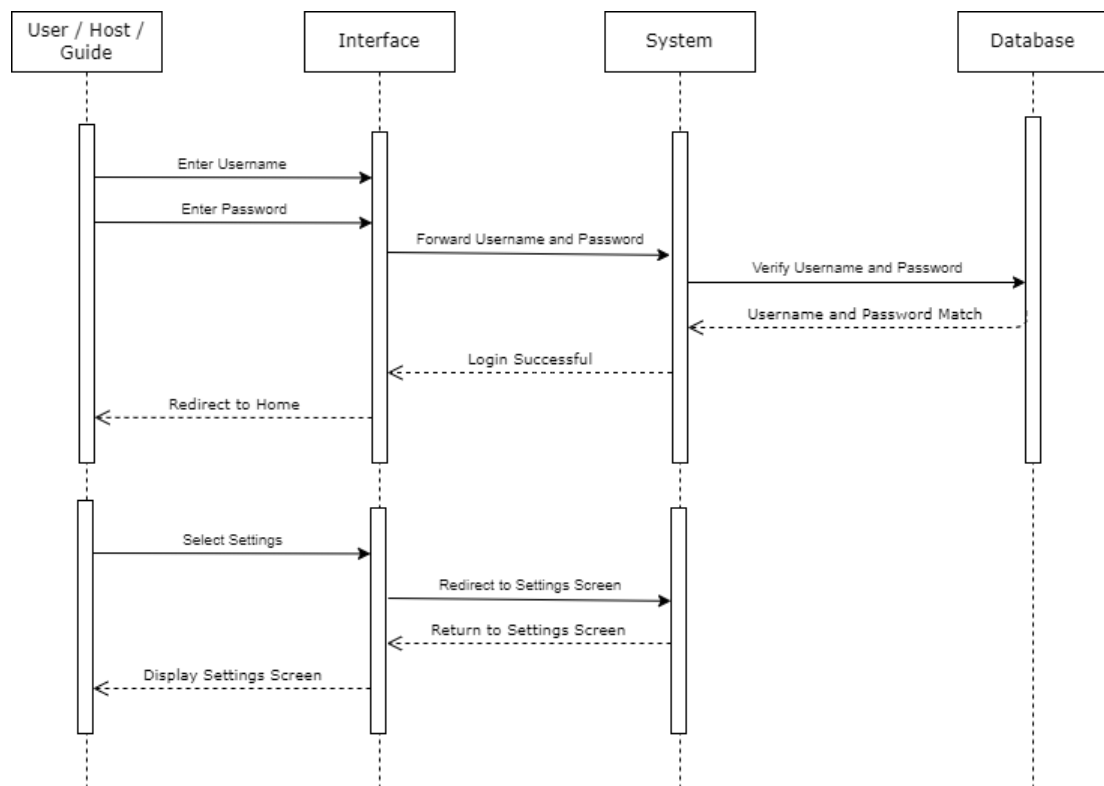 User / Host /
Guide
Interface
System
Database
Enter Username
Enter Password
Forward Username and Password
Verify Username and Password
Username and Password Match
Login Successful
Redirect to Home
Select Settings
Redirect to Settings Screen
Return to Settings Screen
Display Settings Screen